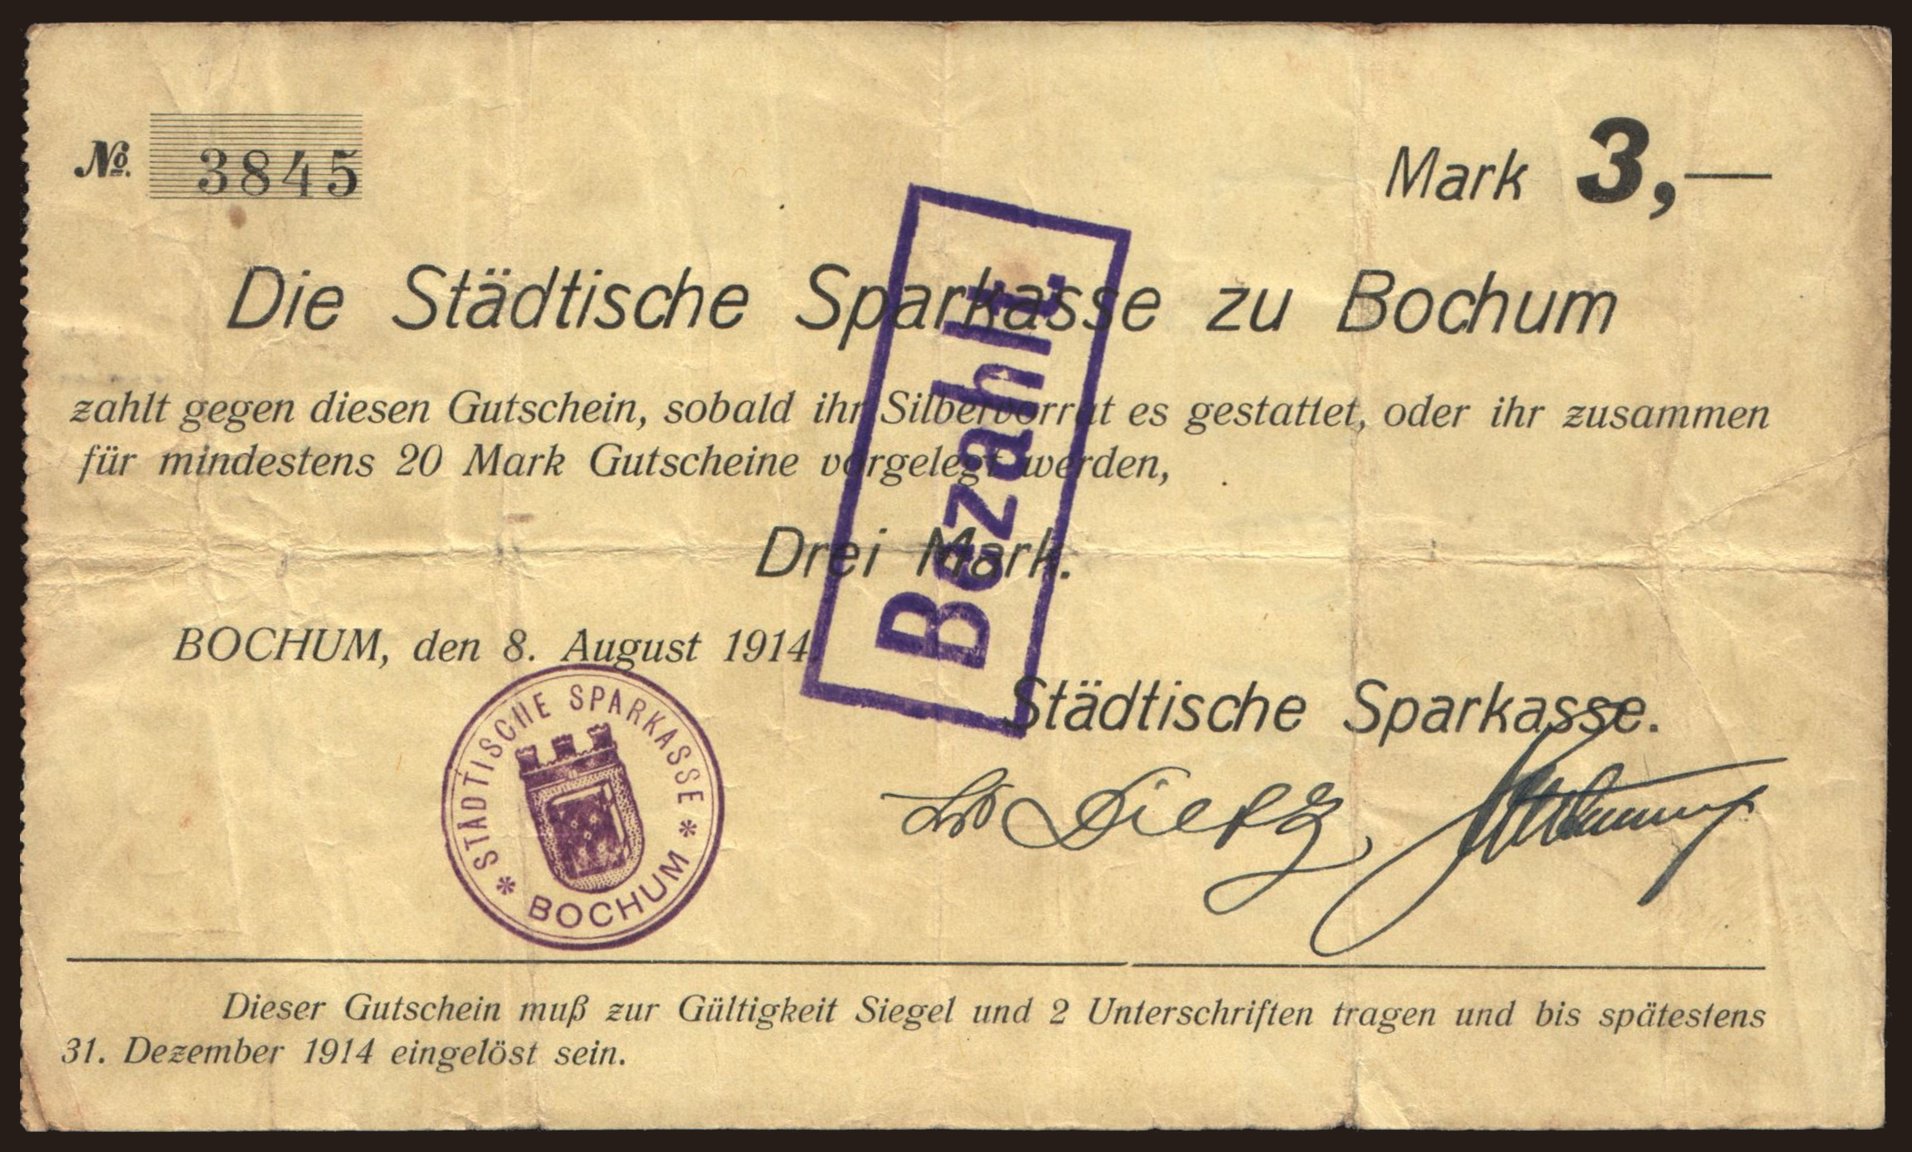 No. 3845
Mark 3,—
Die Städtische Sparkasse zu Bochum
zahlt gegen diesen Gutschein, sobald ihr Silbervorrat es gestattet, oder ihr zusammen
für mindestens 20 Mark Gutscheine vorgelegt werden,
Drei Mark.
Bezahlt.
BOCHUM, den 8. August 1914.
Städtische Sparkasse.
* STÄDTISCHE SPARKASSE *
BOCHUM
Dieser Gutschein muß zur Gültigkeit Siegel und 2 Unterschriften tragen und bis spätestens
31. Dezember 1914 eingelöst sein.